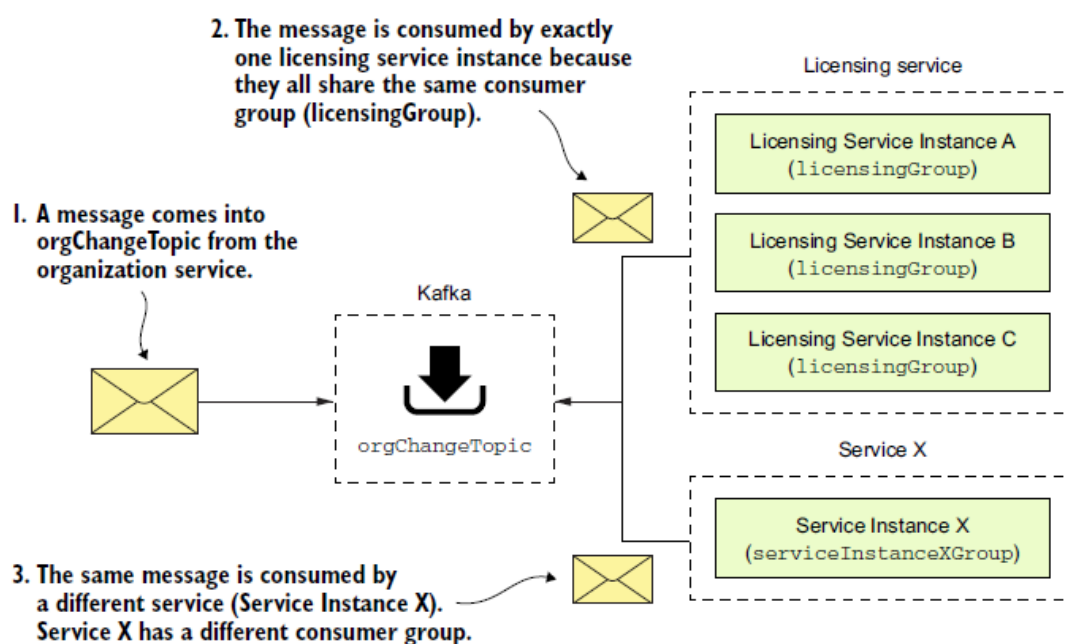 2. The message is consumed by exactly
one licensing service instance because
they all share the same consumer
group (licensingGroup).
Licensing service
Licensing Service Instance A
(licensingGroup)
1. A message comes into
orgChangeTopic from the
organization service.
Licensing Service Instance B
(licensingGroup)
Kafka
Licensing Service Instance C
(licensingGroup)
orgChangeTopic
Service X
Service Instance X
(serviceInstanceXGroup)
3. The same message is consumed by
a different service (Service Instance X).
Service X has a different consumer group.